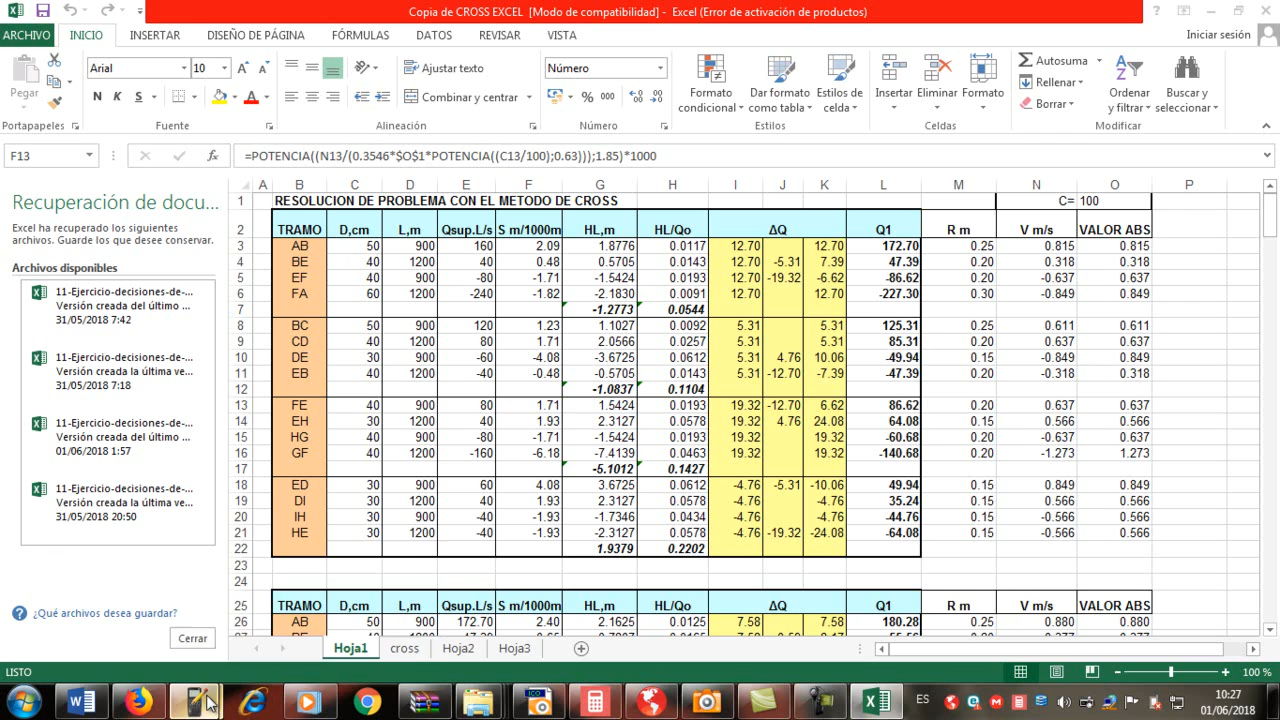 Copia de CROSS EXCEL [Modo de compatibilidad] - Excel (Error de activación de productos)
ARCHIVO INICIO INSERTAR DISEÑO DE PÁGINA FÓRMULAS DATOS REVISAR VISTA Iniciar sesión
Pegar Arial 10 Ajustar texto Número Formato condicional Dar formato como tabla Estilos de celda Insertar Eliminar Formato Autosuma Ordenar y filtrar Buscar y seleccionar
N K S Combinar y centrar % 000 Rellenar
Borrar
Portapapeles Fuente Alineación Número Estilos Celdas Modificar
F13 fx =POTENCIA((N13/(0.3546*$O$1*POTENCIA((C13/100);0.63)));1.85)*1000
Recuperación de docu...
Excel ha recuperado los siguientes
archivos. Guarde los que desee conservar.
Archivos disponibles
11-Ejercicio-decisiones-de-...
Versión creada del último ...
31/05/2018 7:42
11-Ejercicio-decisiones-de-...
Versión creada la última ve...
31/05/2018 7:18
11-Ejercicio-decisiones-de-...
Versión creada del último ...
01/06/2018 1:57
11-Ejercicio-decisiones-de-...
Versión creada la última ve...
31/05/2018 20:50
¿Qué archivos desea guardar?
Cerrar
A B C D E F G H I J K L M N O P
1 RESOLUCION DE PROBLEMA CON EL METODO DE CROSS C= 100
2 TRAMO D,cm L,m Qsup.L/s S m/1000m HL,m HL/Qo ΔQ Q1 R m V m/s VALOR ABS
3 AB 50 900 160 2.09 1.8776 0.0117 12.70 12.70 172.70 0.25 0.815 0.815
4 BE 40 1200 40 0.48 0.5705 0.0143 12.70 -5.31 7.39 47.39 0.20 0.318 0.318
5 EF 40 900 -80 -1.71 -1.5424 0.0193 12.70 -19.32 -6.62 -86.62 0.20 -0.637 0.637
6 FA 60 1200 -240 -1.82 -2.1830 0.0091 12.70 12.70 -227.30 0.30 -0.849 0.849
7 -1.2773 0.0544
8 BC 50 900 120 1.23 1.1027 0.0092 5.31 5.31 125.31 0.25 0.611 0.611
9 CD 40 1200 80 1.71 2.0566 0.0257 5.31 5.31 85.31 0.20 0.637 0.637
10 DE 30 900 -60 -4.08 -3.6725 0.0612 5.31 4.76 10.06 -49.94 0.15 -0.849 0.849
11 EB 40 1200 -40 -0.48 -0.5705 0.0143 5.31 -12.70 -7.39 -47.39 0.20 -0.318 0.318
12 -1.0837 0.1104
13 FE 40 900 80 1.71 1.5424 0.0193 19.32 -12.70 6.62 86.62 0.20 0.637 0.637
14 EH 30 1200 40 1.93 2.3127 0.0578 19.32 4.76 24.08 64.08 0.15 0.566 0.566
15 HG 40 900 -80 -1.71 -1.5424 0.0193 19.32 19.32 -60.68 0.20 -0.637 0.637
16 GF 40 1200 -160 -6.18 -7.4139 0.0463 19.32 19.32 -140.68 0.20 -1.273 1.273
17 -5.1012 0.1427
18 ED 30 900 60 4.08 3.6725 0.0612 -4.76 -5.31 -10.06 49.94 0.15 0.849 0.849
19 DI 30 1200 40 1.93 2.3127 0.0578 -4.76 -4.76 35.24 0.15 0.566 0.566
20 IH 30 900 -40 -1.93 -1.7346 0.0434 -4.76 -4.76 -44.76 0.15 -0.566 0.566
21 HE 30 1200 -40 -1.93 -2.3127 0.0578 -4.76 -19.32 -24.08 -64.08 0.15 -0.566 0.566
22 1.9379 0.2202
23
24
25 TRAMO D,cm L,m Qsup.L/s S m/1000m HL,m HL/Qo ΔQ Q1 R m V m/s VALOR ABS
26 AB 50 900 172.70 2.40 2.1625 0.0125 7.58 7.58 180.28 0.25 0.880 0.880
Hoja1 cross Hoja2 Hoja3
LISTO 100 %
ES 10:27
01/06/2018